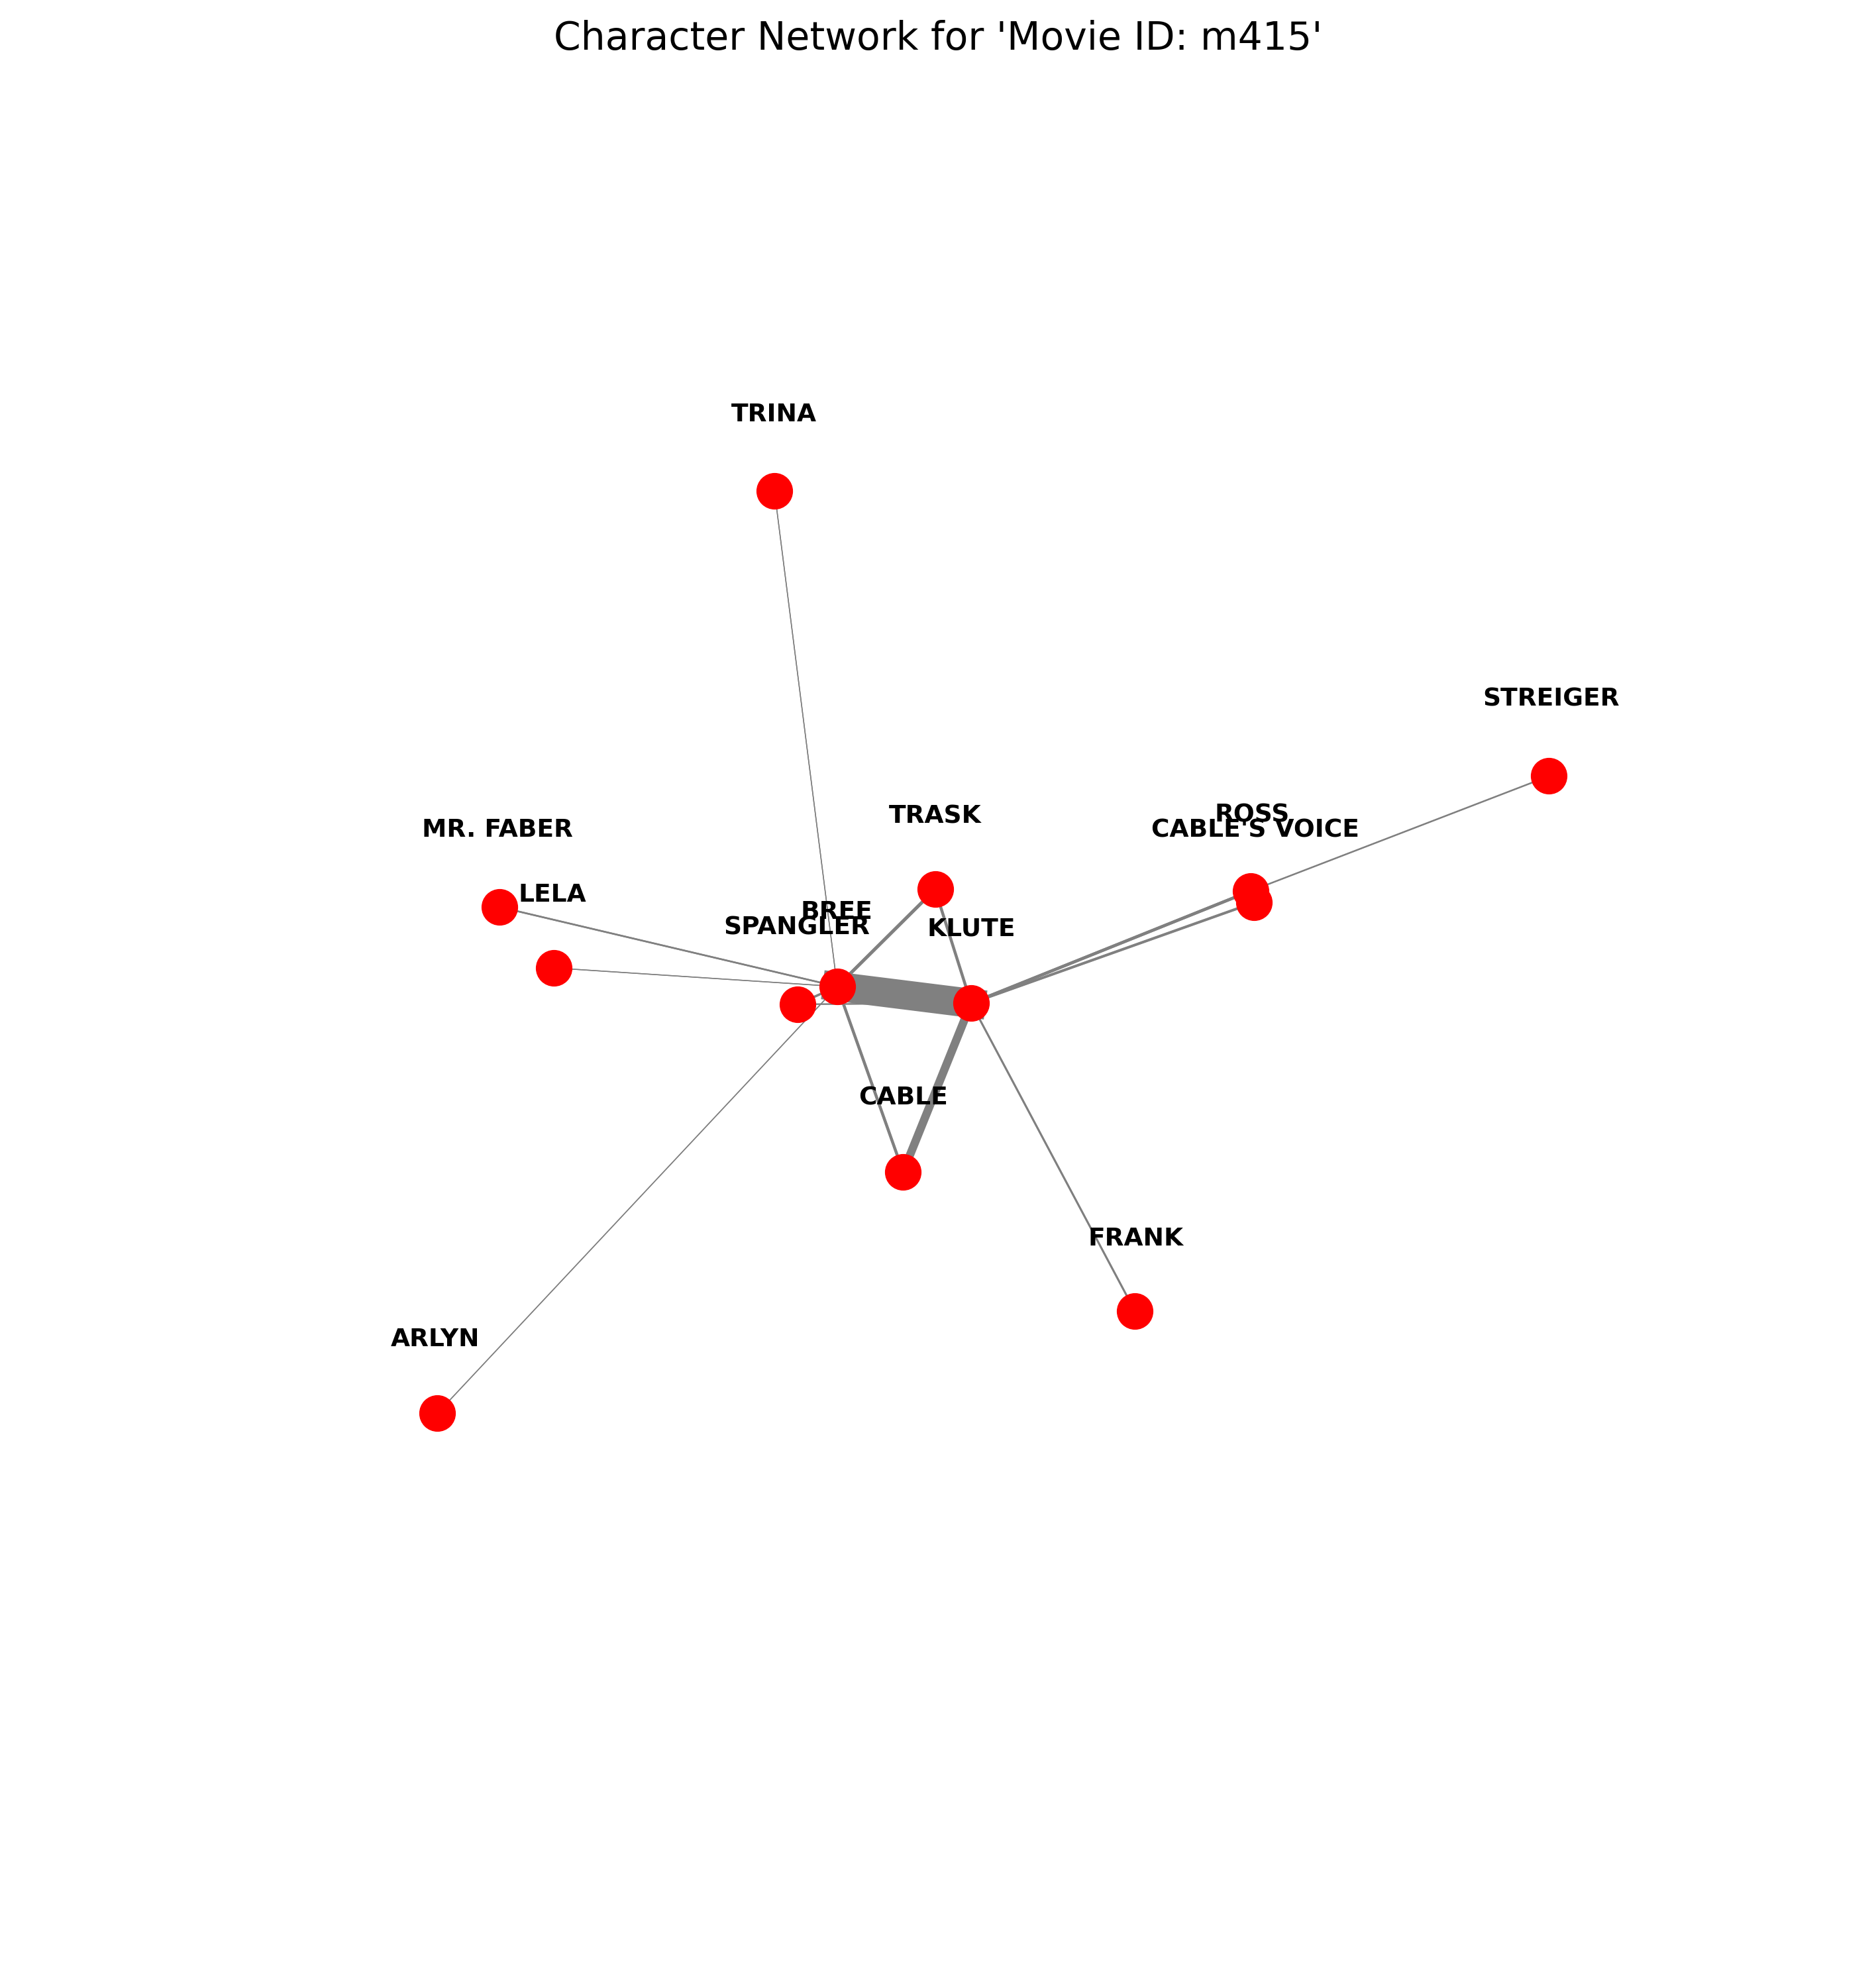 Character Network for 'Movie ID: m415'
TRINA
STREIGER
ROSS
TRASK
MR. FABER
CABLE'S VOICE
LELA
BREE
SPANGLER
KLUTE
CABLE
FRANK
ARLYN